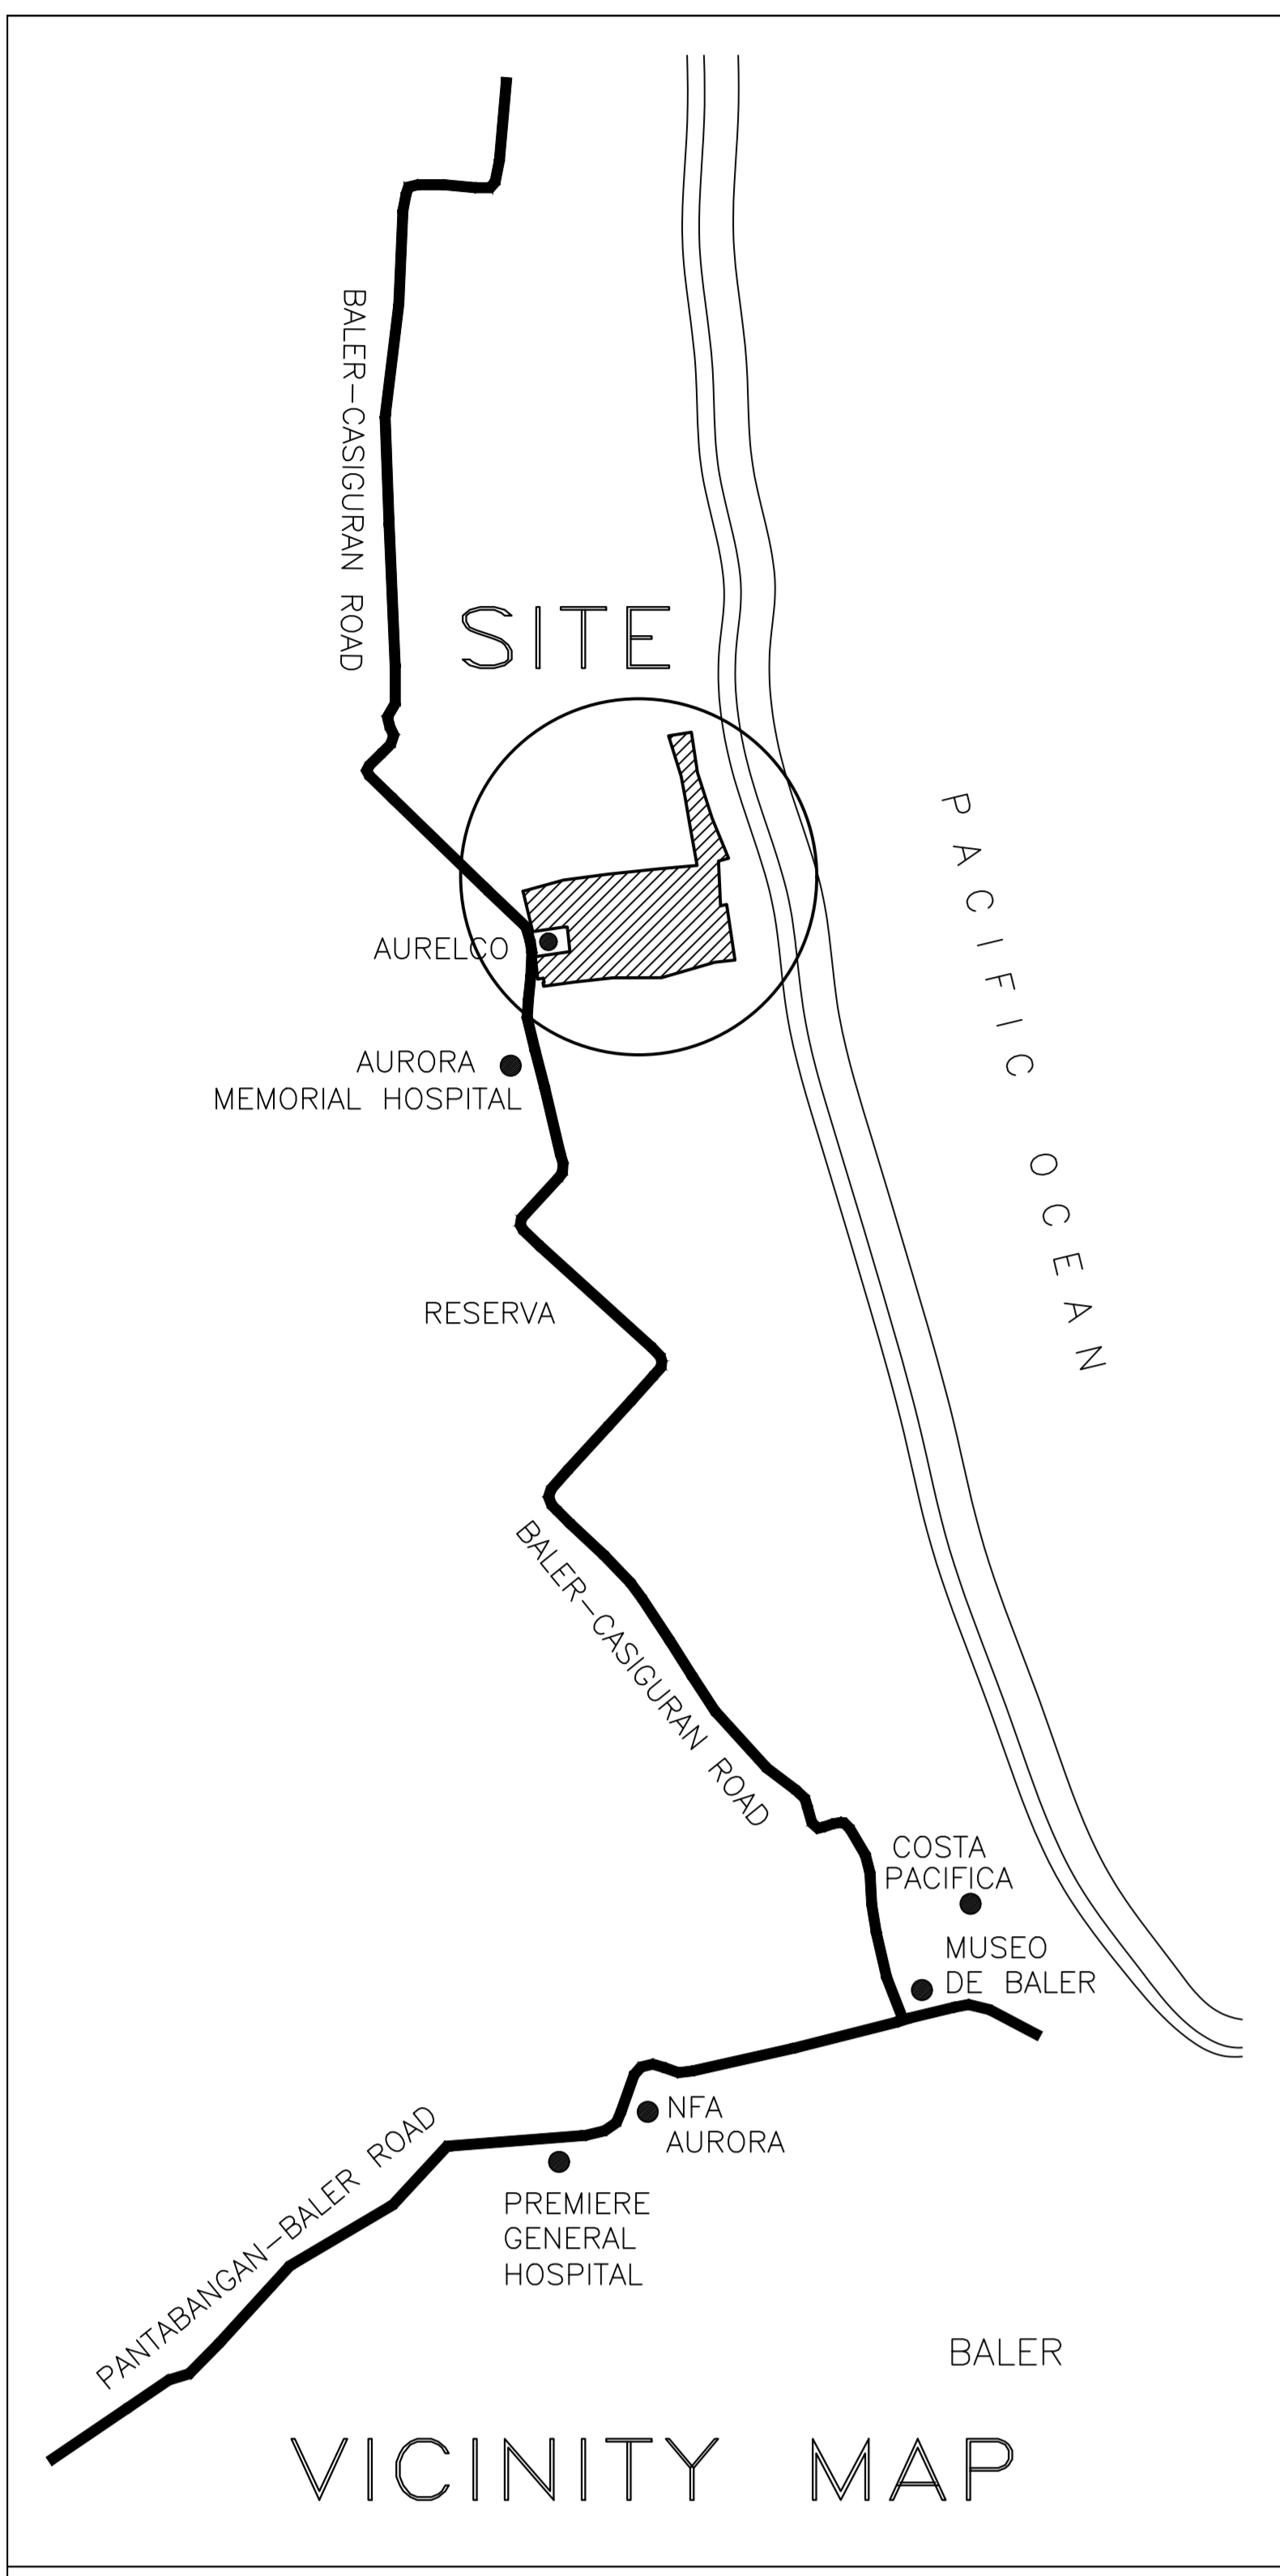 BALER-CASIGURAN ROAD
SITE
PACIFIC OCEAN
AURELCO
AURORA
MEMORIAL HOSPITAL
RESERVA
BALER-CASIGURAN ROAD
COSTA
PACIFICA
MUSEO
DE BALER
NFA
AURORA
PANTABANGAN-BALER ROAD
PREMIERE
GENERAL
HOSPITAL
BALER
VICINITY MAP